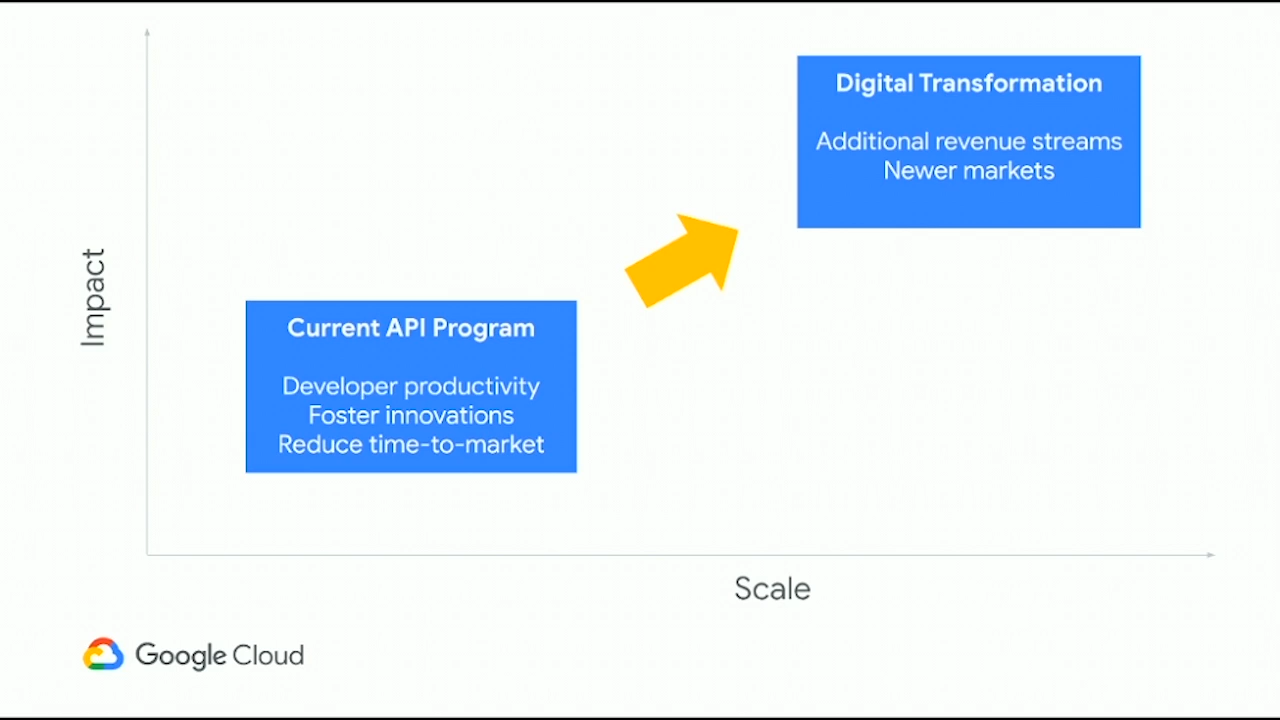 Digital Transformation
Additional revenue streams
Newer markets
Impact
Current API Program
Developer productivity
Foster innovations
Reduce time-to-market
Scale
Google Cloud